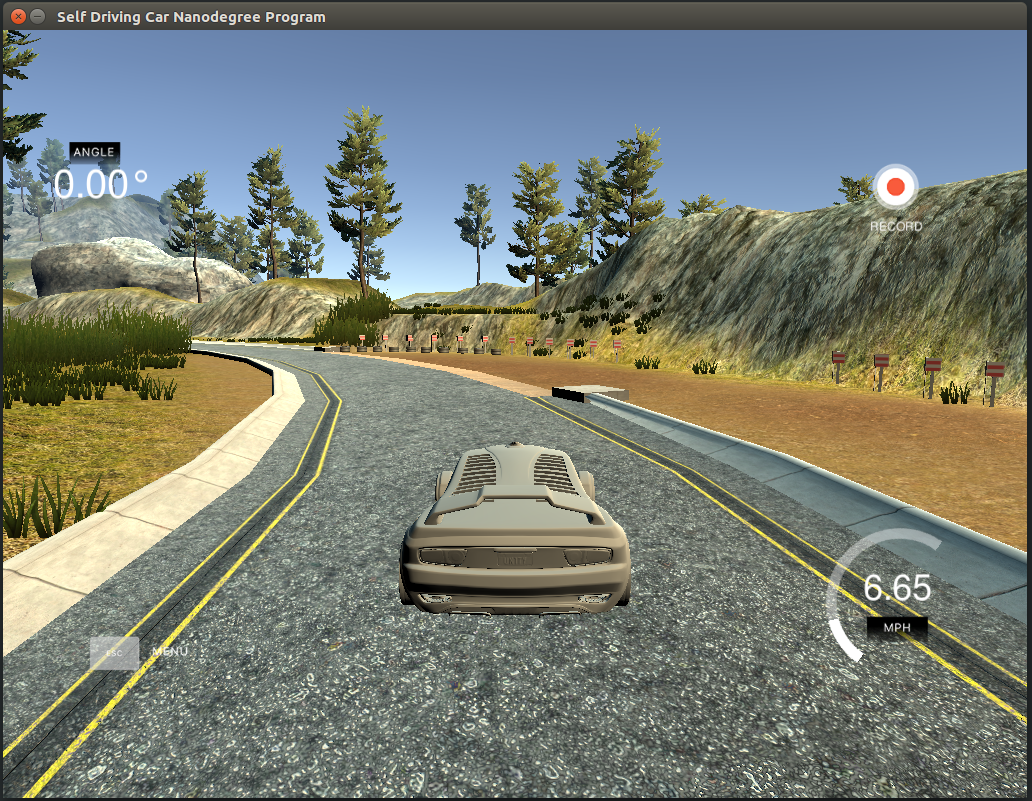 Self Driving Car Nanodegree Program
ANGLE
0.00°
RECORD
6.65
MPH
ESC
MENU